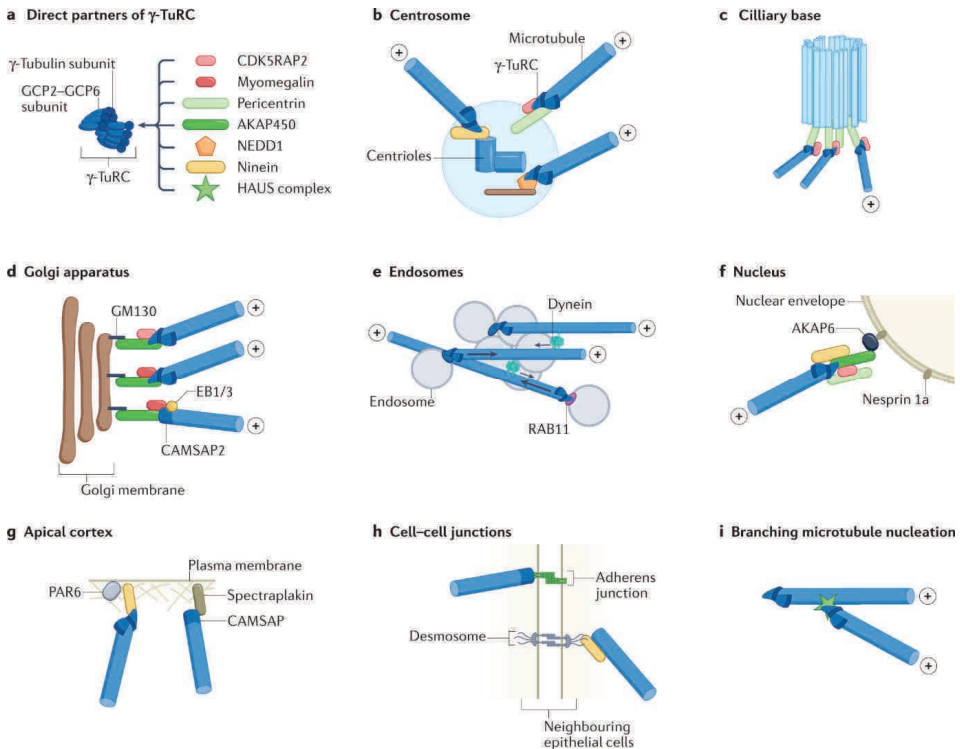 a Direct partners of γ-TuRC
γ-Tubulin subunit
GCP2–GCP6
subunit
γ-TuRC
CDK5RAP2
Myomegalin
Pericentrin
AKAP450
NEDD1
Ninein
HAUS complex
b Centrosome
Microtubule
γ-TuRC
Centrioles
+
+
+
c Cilliary base
+
d Golgi apparatus
GM130
EB1/3
CAMSAP2
Golgi membrane
+
+
+
e Endosomes
Dynein
Endosome
RAB11
+
+
+
f Nucleus
Nuclear envelope
AKAP6
Nesprin 1a
+
g Apical cortex
Plasma membrane
PAR6
Spectraplakin
CAMSAP
h Cell–cell junctions
Adherens
junction
Desmosome
Neighbouring
epithelial cells
i Branching microtubule nucleation
+
+